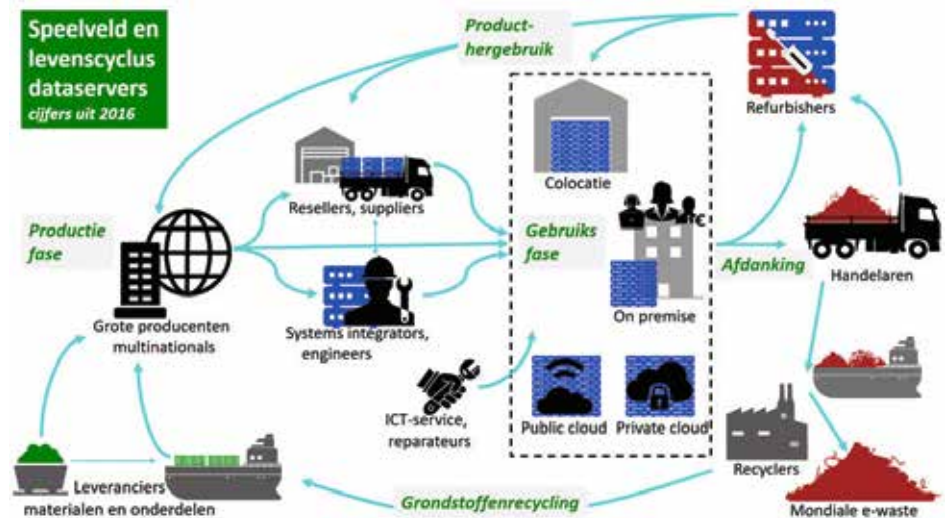 Speelveld en
levenscyclus
dataservers
cijfers uit 2016
Product-
hergebruik
Refurbishers
Colocatie
Resellers, suppliers
Productie
fase
Gebruiks
fase
Afdanking
Handelaren
Grote producenten
multinationals
Systems integrators,
engineers
On premise
ICT-service,
reparateurs
Public cloud
Private cloud
Recyclers
Leveranciers
materialen en onderdelen
Grondstoffenrecycling
Mondiale e-waste